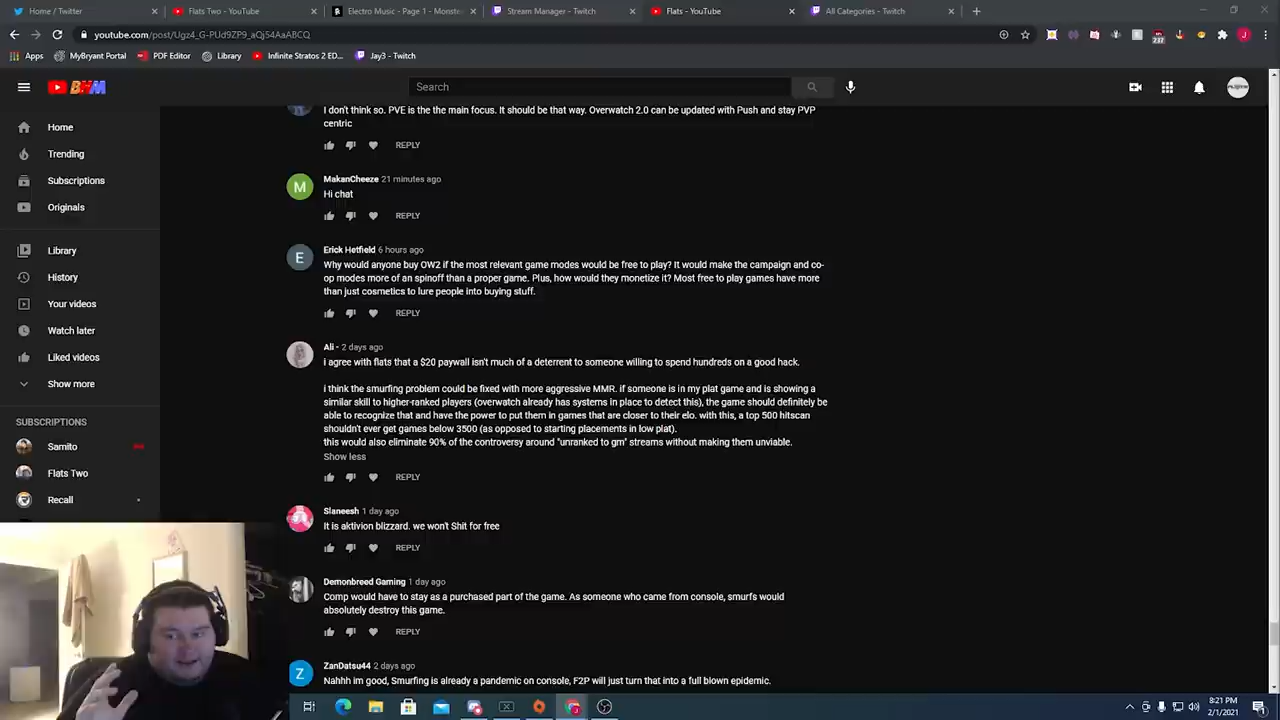 Home / Twitter
Flats Two - YouTube
Electro Music - Page 1 - Monste
Stream Manager - Twitch
Flats - YouTube
All Categories - Twitch
youtube.com/post/Ugz4_G-PUd9ZP9_aQj54AaABCQ
Apps
MyBryant Portal
PDF Editor
Library
Infinite Stratos 2 ED...
Jay3 - Twitch
Search
Home
Trending
Subscriptions
Originals
Library
History
Your videos
Watch later
Liked videos
Show more
SUBSCRIPTIONS
Samito
Flats Two
Recall
I don't think so. PVE is the the main focus. It should be that way. Overwatch 2.0 can be updated with Push and stay PVP
centric
REPLY
M
MakanCheeze 21 minutes ago
Hi chat
REPLY
E
Erick Hetfield 6 hours ago
Why would anyone buy OW2 if the most relevant game modes would be free to play? It would make the campaign and co-
op modes more of an spinoff than a proper game. Plus, how would they monetize it? Most free to play games have more
than just cosmetics to lure people into buying stuff.
REPLY
Ali - 2 days ago
i agree with flats that a $20 paywall isn't much of a deterrent to someone willing to spend hundreds on a good hack.
i think the smurfing problem could be fixed with more aggressive MMR. if someone is in my plat game and is showing a
similar skill to higher-ranked players (overwatch already has systems in place to detect this), the game should definitely be
able to recognize that and have the power to put them in games that are closer to their elo. with this, a top 500 hitscan
shouldn't ever get games below 3500 (as opposed to starting placements in low plat).
this would also eliminate 90% of the controversy around "unranked to gm" streams without making them unviable.
Show less
REPLY
Slaneesh 1 day ago
It is aktivion blizzard. we won't Shit for free
REPLY
Demonbreed Gaming 1 day ago
Comp would have to stay as a purchased part of the game. As someone who came from console, smurfs would
absolutely destroy this game.
REPLY
Z
ZanDatsu44 2 days ago
Nahhh im good, Smurfing is already a pandemic on console, F2P will just turn that into a full blown epidemic.
8:21 PM
2/1/2021